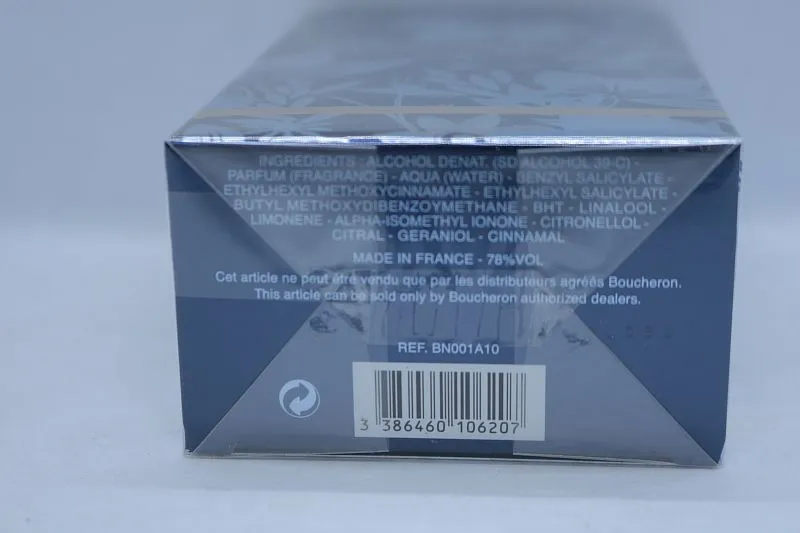 INGREDIENTS : ALCOHOL DENAT. (SD ALCOHOL 39-C) -
PARFUM (FRAGRANCE) - AQUA (WATER) - BENZYL SALICYLATE -
ETHYLHEXYL METHOXYCINNAMATE - ETHYLHEXYL SALICYLATE -
BUTYL METHOXYDIBENZOYMETHANE - BHT - LINALOOL -
LIMONENE - ALPHA-ISOMETHYL IONONE - CITRONELLOL -
CITRAL - GERANIOL - CINNAMAL
MADE IN FRANCE - 78%VOL
Cet article ne peut être vendu que par les distributeurs agréés Boucheron.
This article can be sold only by Boucheron authorized dealers.
REF. BN001A10
3 386460 106207